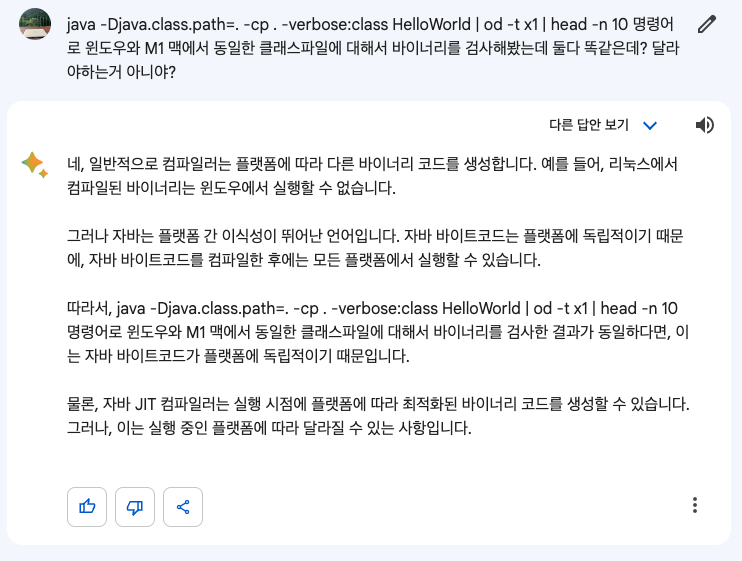 java -Djava.class.path=. -cp . -verbose:class HelloWorld | od -t x1 | head -n 10 명령어
로 윈도우와 M1 맥에서 동일한 클래스파일에 대해서 바이너리를 검사해봤는데 둘다 똑같은데? 달라
야하는거 아니야?
다른 답안 보기
네, 일반적으로 컴파일러는 플랫폼에 따라 다른 바이너리 코드를 생성합니다. 예를 들어, 리눅스에서
컴파일된 바이너리는 윈도우에서 실행할 수 없습니다.
그러나 자바는 플랫폼 간 이식성이 뛰어난 언어입니다. 자바 바이트코드는 플랫폼에 독립적이기 때문
에, 자바 바이트코드를 컴파일한 후에는 모든 플랫폼에서 실행할 수 있습니다.
따라서, java -Djava.class.path=. -cp . -verbose:class HelloWorld | od -t x1 | head -n 10
명령어로 윈도우와 M1 맥에서 동일한 클래스파일에 대해서 바이너리를 검사한 결과가 동일하다면, 이
는 자바 바이트코드가 플랫폼에 독립적이기 때문입니다.
물론, 자바 JIT 컴파일러는 실행 시점에 플랫폼에 따라 최적화된 바이너리 코드를 생성할 수 있습니다.
그러나, 이는 실행 중인 플랫폼에 따라 달라질 수 있는 사항입니다.